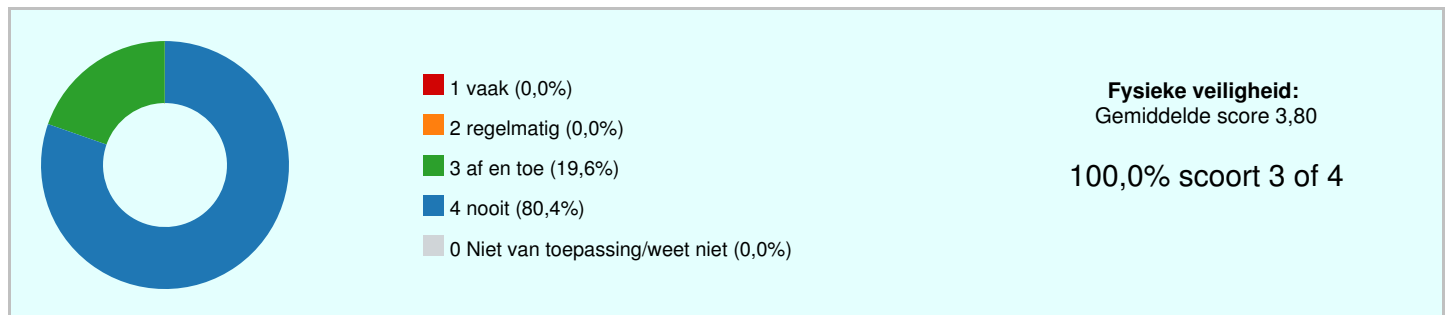 1 vaak (0,0%)
2 regelmatig (0,0%)
3 af en toe (19,6%)
4 nooit (80,4%)
0 Niet van toepassing/weet niet (0,0%)
Fysieke veiligheid:
Gemiddelde score 3,80
100,0% scoort 3 of 4